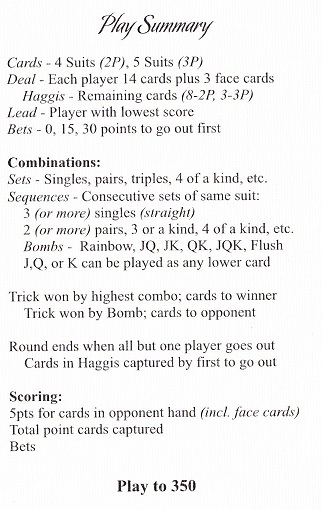 Play Summary
Cards - 4 Suits (2P), 5 Suits (3P)
Deal - Each player 14 cards plus 3 face cards
Haggis - Remaining cards (8-2P, 3-3P)
Lead - Player with lowest score
Bets - 0, 15, 30 points to go out first
Combinations:
Sets - Singles, pairs, triples, 4 of a kind, etc.
Sequences - Consecutive sets of same suit:
3 (or more) singles (straight)
2 (or more) pairs, 3 or a kind, 4 of a kind, etc.
Bombs - Rainbow, JQ, JK, QK, JQK, Flush
J,Q, or K can be played as any lower card
Trick won by highest combo; cards to winner
Trick won by Bomb; cards to opponent
Round ends when all but one player goes out
Cards in Haggis captured by first to go out
Scoring:
5pts for cards in opponent hand (incl. face cards)
Total point cards captured
Bets
Play to 350